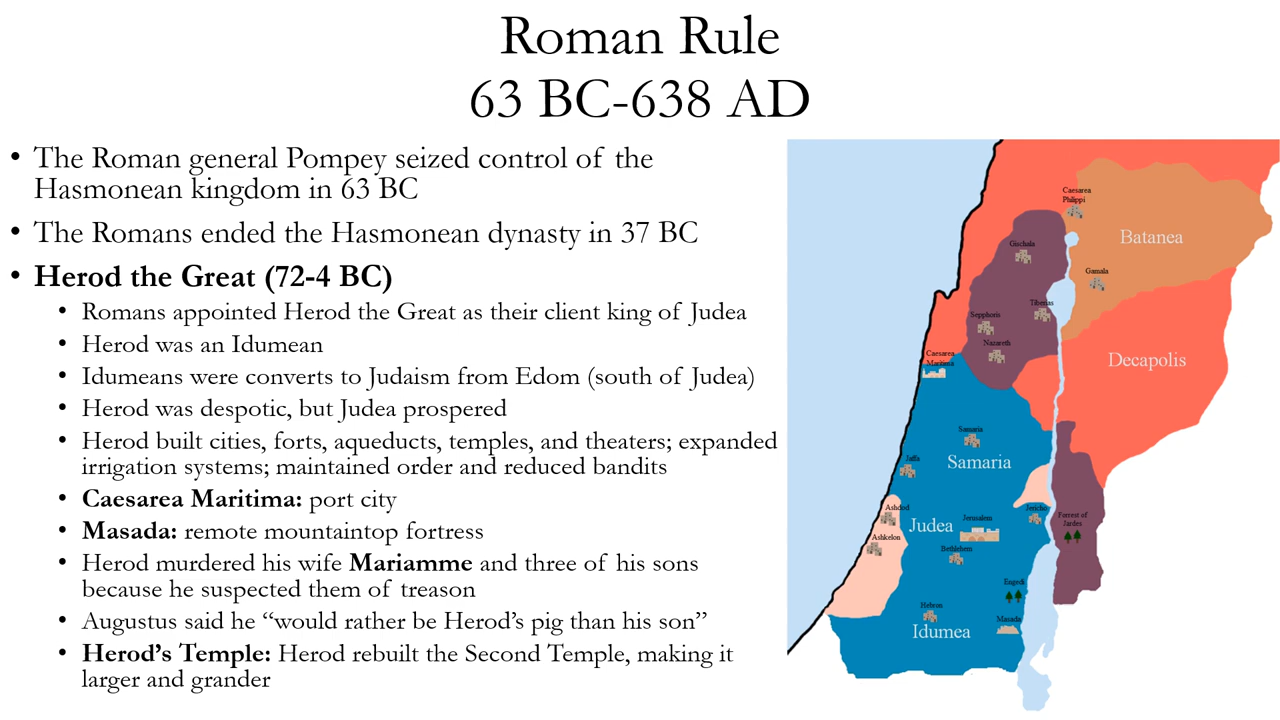 Roman Rule
63 BC-638 AD
• The Roman general Pompey seized control of the
Hasmonean kingdom in 63 BC
• The Romans ended the Hasmonean dynasty in 37 BC
• Herod the Great (72-4 BC)
• Romans appointed Herod the Great as their client king of Judea
• Herod was an Idumean
• Idumeans were converts to Judaism from Edom (south of Judea)
• Herod was despotic, but Judea prospered
• Herod built cities, forts, aqueducts, temples, and theaters; expanded
irrigation systems; maintained order and reduced bandits
• Caesarea Maritima: port city
• Masada: remote mountaintop fortress
• Herod murdered his wife Mariamme and three of his sons
because he suspected them of treason
• Augustus said he “would rather be Herod’s pig than his son”
• Herod’s Temple: Herod rebuilt the Second Temple, making it
larger and grander
Caesarea
Philippi
Batanea
Gischala
Gamala
Tiberias
Sepphoris
Nazareth
Caesarea
Maritima
Decapolis
Samaria
Samaria
Jaffa
Ashdod
Jericho
Judea
Jerusalem
Forrest of
Jardes
Ashkelon
Bethlehem
Engedi
Hebron
Masada
Idumea